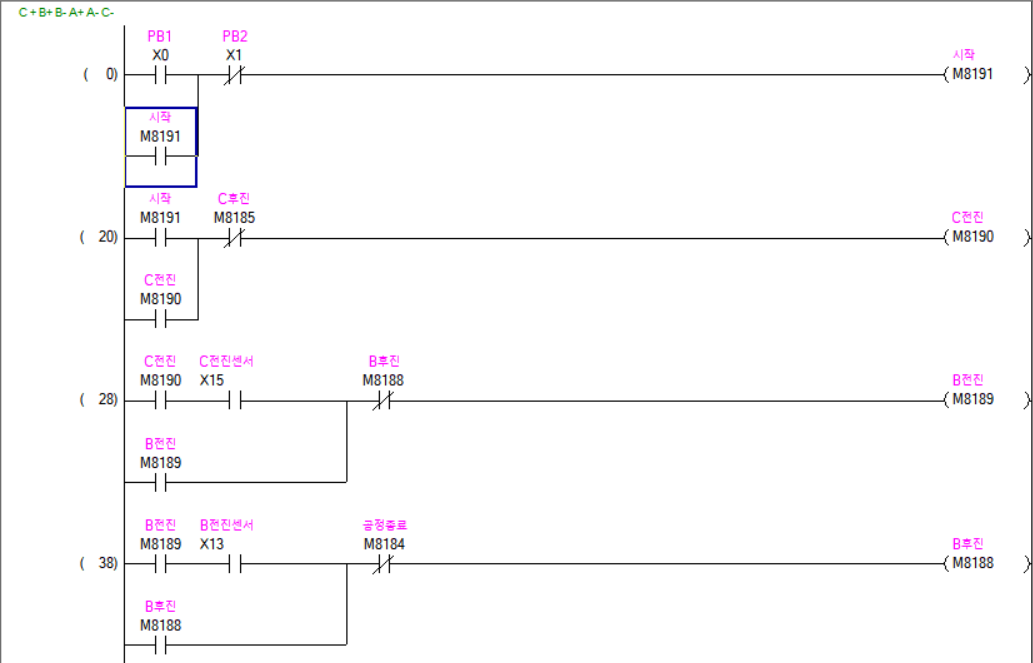 C + B+ B- A+ A- C-
PB1 PB2
X0 X1 시작
( 0) M8191
시작
M8191
시작 C후진
M8191 M8185 C전진
( 20) M8190
C전진
M8190
C전진 C전진센서 B후진
M8190 X15 M8188 B전진
( 28) M8189
B전진
M8189
B전진 B전진센서 공정종료
M8189 X13 M8184 B후진
( 38) M8188
B후진
M8188